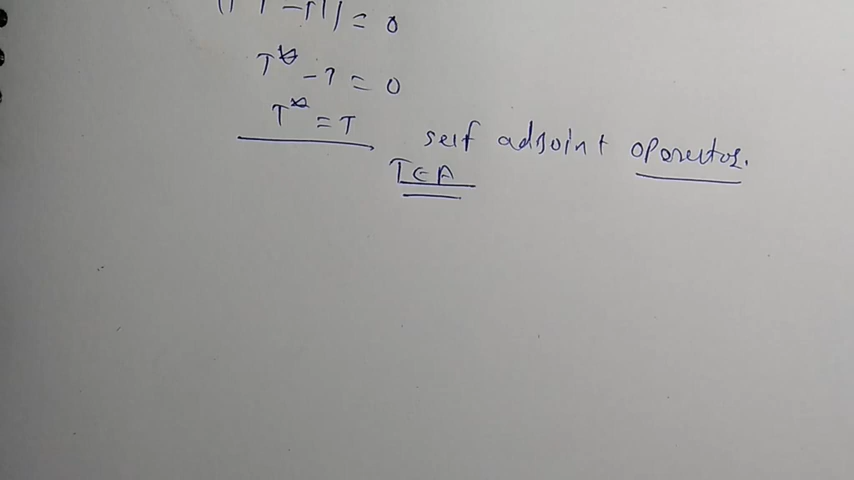 T* - T = 0
T* = T self adjoint operator.
T ∈ A